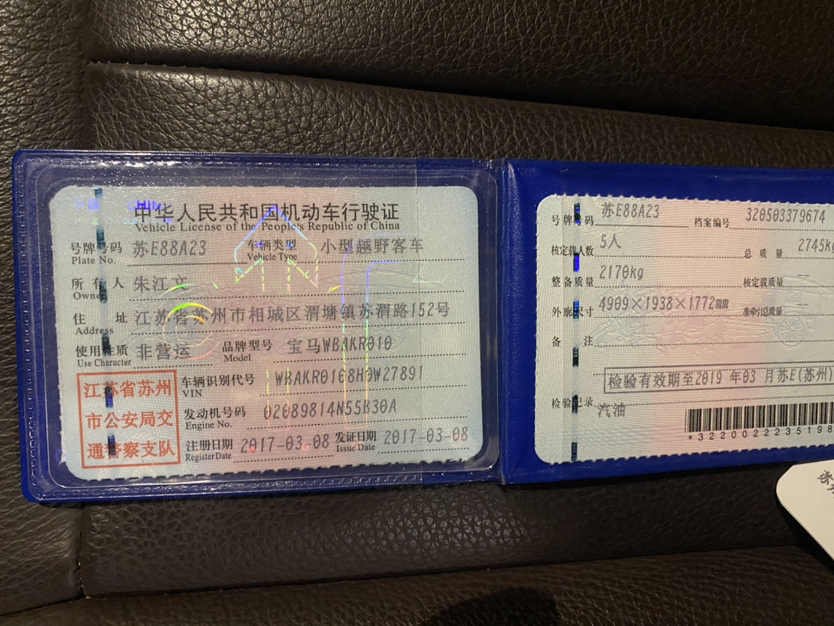 中华人民共和国机动车行驶证
Vehicle License of the People's Republic of China
号牌号码 苏E88A23 车辆类型 小型越野客车
Plate No. Vehicle Type
所有人 朱江文
Owner
住址 江苏省苏州市相城区渭塘镇苏渭路152号
Address
使用性质 非营运 品牌型号 宝马WBAKR010
Use Character Model
江苏省苏州
市公安局交
通警察支队
车辆识别代号 WBAKR0108H0W27891
VIN
发动机号码 02089814N55B30A
Engine No.
注册日期 2017-03-08 发证日期 2017-03-08
Register Date Issue Date
号牌号码 苏E88A23 档案编号 320503379674
核定载人数 5人 总质量 2745kg
整备质量 2170kg 核定载质量 --
外廓尺寸 4909×1938×1772 准牵引总质量 --
备注
检验有效期至2019年03月苏E(苏州)
检验记录
汽油
*3220022235198